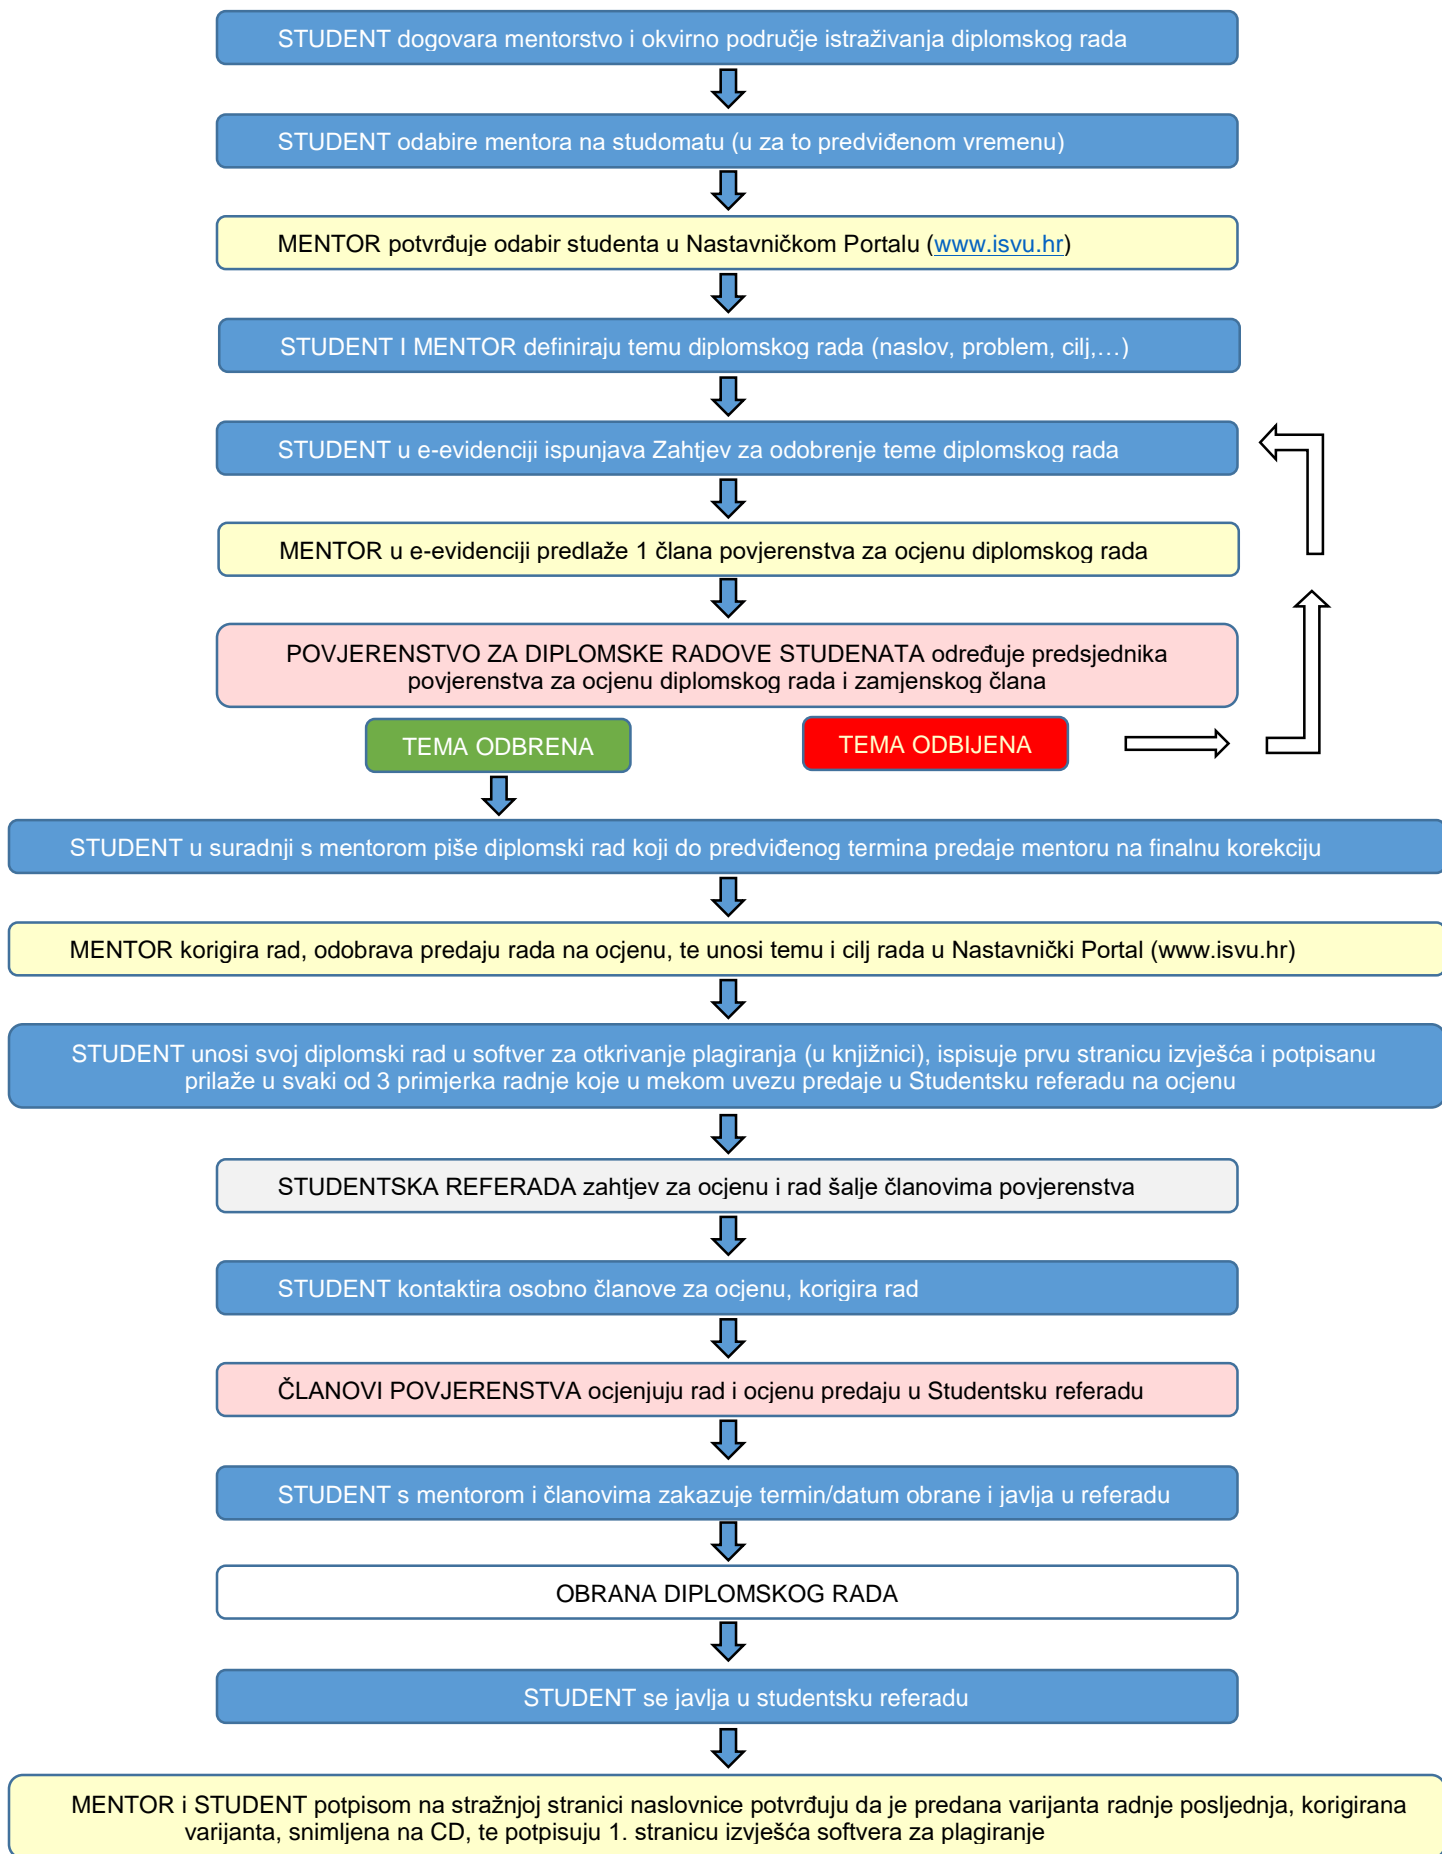 STUDENT dogovara mentorstvo i okvirno područje istraživanja diplomskog rada
STUDENT odabire mentora na studomatu (u za to predviđenom vremenu)
MENTOR potvrđuje odabir studenta u Nastavničkom Portalu (www.isvu.hr)
STUDENT I MENTOR definiraju temu diplomskog rada (naslov, problem, cilj,…)
STUDENT u e-evidenciji ispunjava Zahtjev za odobrenje teme diplomskog rada
MENTOR u e-evidenciji predlaže 1 člana povjerenstva za ocjenu diplomskog rada
POVJERENSTVO ZA DIPLOMSKE RADOVE STUDENATA određuje predsjednika
povjerenstva za ocjenu diplomskog rada i zamjenskog člana
TEMA ODBRENA
TEMA ODBIJENA
STUDENT u suradnji s mentorom piše diplomski rad koji do predviđenog termina predaje mentoru na finalnu korekciju
MENTOR korigira rad, odobrava predaju rada na ocjenu, te unosi temu i cilj rada u Nastavnički Portal (www.isvu.hr)
STUDENT unosi svoj diplomski rad u softver za otkrivanje plagiranja (u knjižnici), ispisuje prvu stranicu izvješća i potpisanu
prilaže u svaki od 3 primjerka radnje koje u mekom uvezu predaje u Studentsku referadu na ocjenu
STUDENTSKA REFERADA zahtjev za ocjenu i rad šalje članovima povjerenstva
STUDENT kontaktira osobno članove za ocjenu, korigira rad
ČLANOVI POVJERENSTVA ocjenjuju rad i ocjenu predaju u Studentsku referadu
STUDENT s mentorom i članovima zakazuje termin/datum obrane i javlja u referadu
OBRANA DIPLOMSKOG RADA
STUDENT se javlja u studentsku referadu
MENTOR i STUDENT potpisom na stražnjoj stranici naslovnice potvrđuju da je predana varijanta radnje posljednja, korigirana
varijanta, snimljena na CD, te potpisuju 1. stranicu izvješća softvera za plagiranje